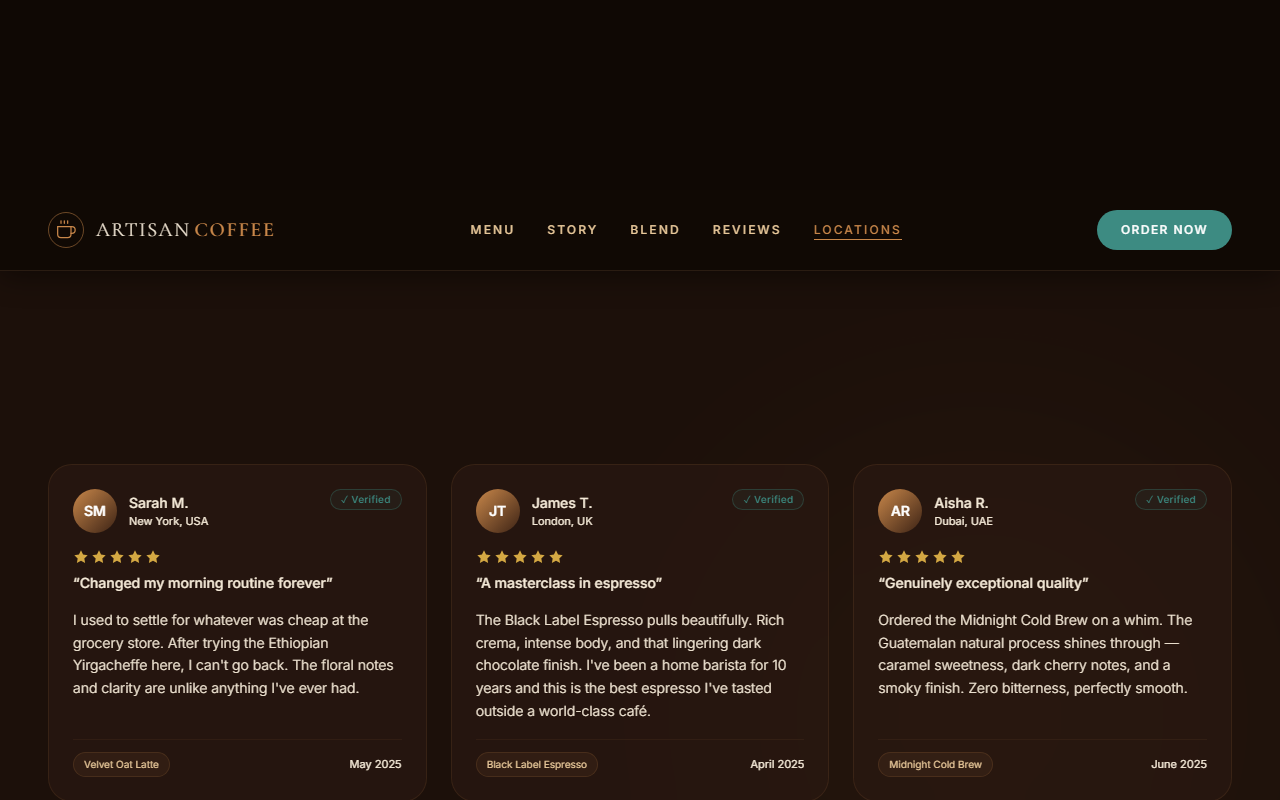 ARTISAN COFFEE
MENU STORY BLEND REVIEWS LOCATIONS
ORDER NOW
SM
Sarah M.
New York, USA
✓ Verified
“Changed my morning routine forever”
I used to settle for whatever was cheap at the
grocery store. After trying the Ethiopian
Yirgacheffe here, I can't go back. The floral notes
and clarity are unlike anything I've ever had.
Velvet Oat Latte
May 2025
JT
James T.
London, UK
✓ Verified
“A masterclass in espresso”
The Black Label Espresso pulls beautifully. Rich
crema, intense body, and that lingering dark
chocolate finish. I've been a home barista for 10
years and this is the best espresso I've tasted
outside a world-class café.
Black Label Espresso
April 2025
AR
Aisha R.
Dubai, UAE
✓ Verified
“Genuinely exceptional quality”
Ordered the Midnight Cold Brew on a whim. The
Guatemalan natural process shines through —
caramel sweetness, dark cherry notes, and a
smoky finish. Zero bitterness, perfectly smooth.
Midnight Cold Brew
June 2025